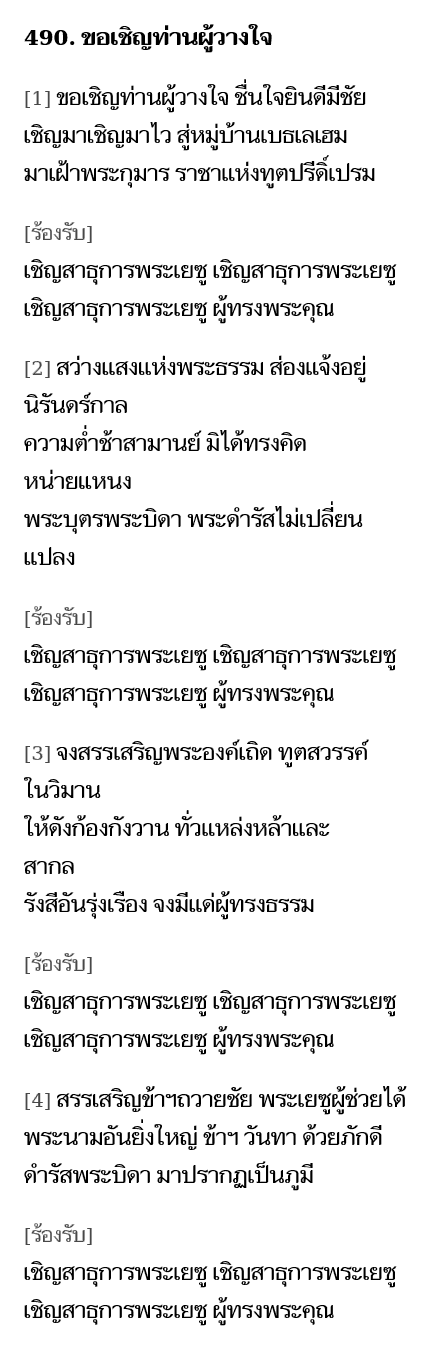 490. ขอเชิญท่านผู้วางใจ
[1] ขอเชิญท่านผู้วางใจ ชื่นใจยินดีมีชัย
เชิญมาเชิญมาไว สู่หมู่บ้านเบธเลเฮม
มาเฝ้าพระกุมาร ราชาแห่งทูตปรีดิ์เปรม
[ร้องรับ]
เชิญสาธุการพระเยซู เชิญสาธุการพระเยซู
เชิญสาธุการพระเยซู ผู้ทรงพระคุณ
[2] สว่างแสงแห่งพระธรรม ส่องแจ้งอยู่
นิรันดร์กาล
ความต่ำช้าสามานย์ มิได้ทรงคิด
หน่ายแหนง
พระบุตรพระบิดา พระดำรัสไม่เปลี่ยน
แปลง
[ร้องรับ]
เชิญสาธุการพระเยซู เชิญสาธุการพระเยซู
เชิญสาธุการพระเยซู ผู้ทรงพระคุณ
[3] จงสรรเสริญพระองค์เถิด ทูตสวรรค์
ในวิมาน
ให้ดังก้องกังวาน ทั่วแหล่งหล้าและ
สากล
รังสีอันรุ่งเรือง จงมีแด่ผู้ทรงธรรม
[ร้องรับ]
เชิญสาธุการพระเยซู เชิญสาธุการพระเยซู
เชิญสาธุการพระเยซู ผู้ทรงพระคุณ
[4] สรรเสริญข้าฯถวายชัย พระเยซูผู้ช่วยได้
พระนามอันยิ่งใหญ่ ข้าฯ วันทา ด้วยภักดี
ดำรัสพระบิดา มาปรากฏเป็นภูมี
[ร้องรับ]
เชิญสาธุการพระเยซู เชิญสาธุการพระเยซู
เชิญสาธุการพระเยซู ผู้ทรงพระคุณ